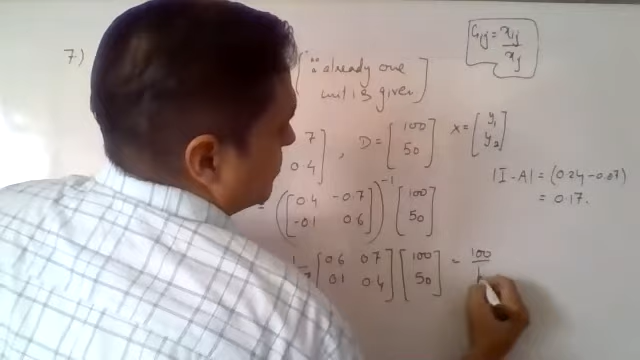 7)
Cij = xij / xj
[∵ already one
unit is given]
7
0.4 ] , D = [ 100 50 ] X = [ y1 y2 ]
|I - A| = (0.24 - 0.07)
= 0.17.
= ( [ 0.4 -0.7 -0.1 0.6 ] )^-1 [ 100 50 ]
1 [ 0.6 0.7 0.1 0.4 ] [ 100 50 ] = 100